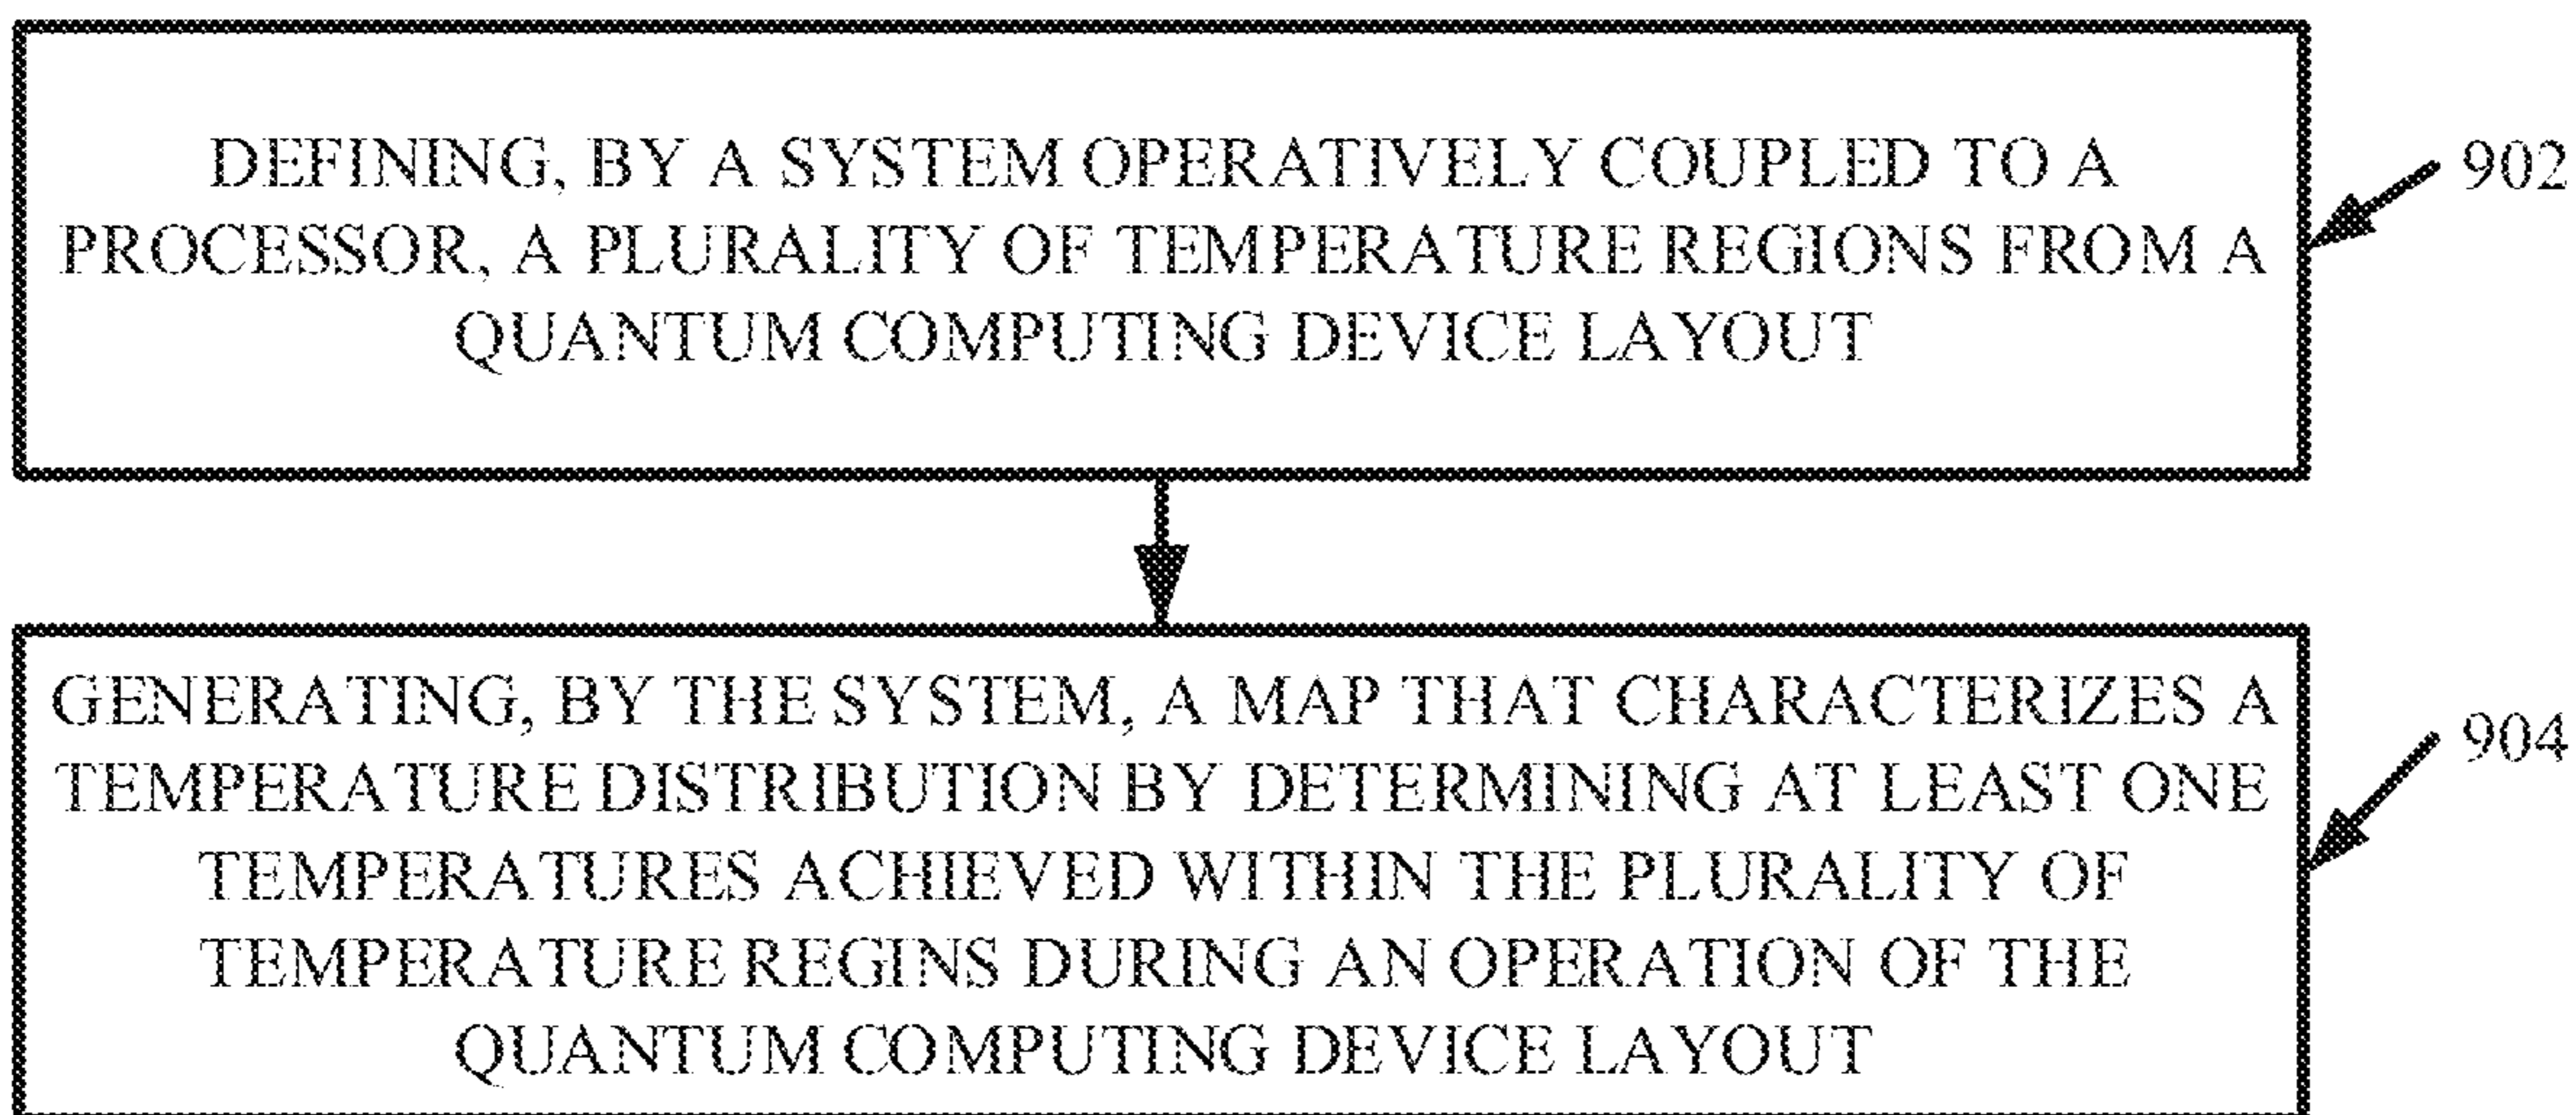 DEFINING, BY A SYSTEM OPERATIVELY COUPLED TO A
PROCESSOR, A PLURALITY OF TEMPERATURE REGIONS FROM A
QUANTUM COMPUTING DEVICE LAYOUT
902
GENERATING, BY THE SYSTEM, A MAP THAT CHARACTERIZES A
TEMPERATURE DISTRIBUTION BY DETERMINING AT LEAST ONE
TEMPERATURES ACHIEVED WITHIN THE PLURALITY OF
TEMPERATURE REGINS DURING AN OPERATION OF THE
QUANTUM COMPUTING DEVICE LAYOUT
904